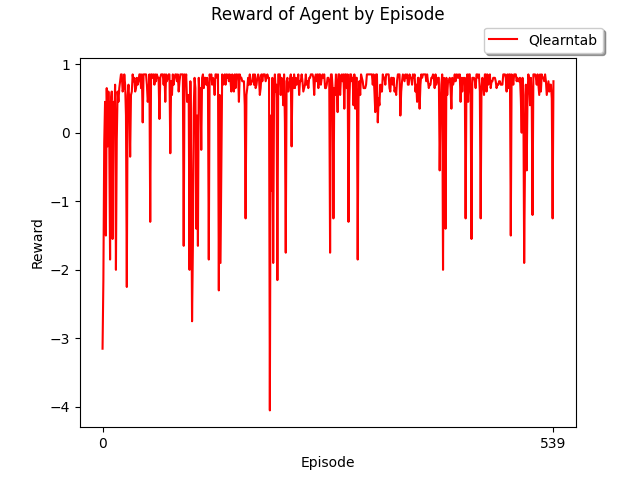 Reward of Agent by Episode
Qlearntab
1
0
−1
−2
−3
−4
Reward
0
539
Episode